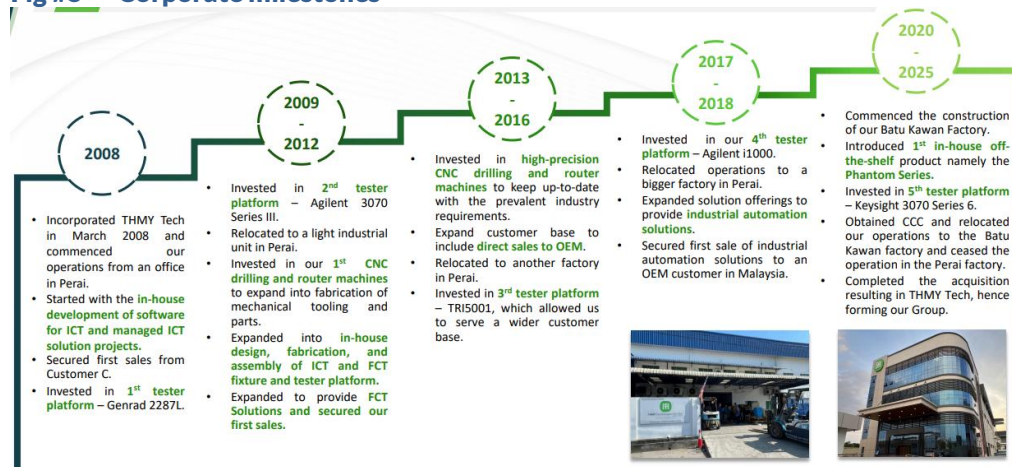 Corporate milestones
2008
• Incorporated THMY Tech
in March 2008 and
commenced our
operations from an office
in Perai.
• Started with the in-house
development of software
for ICT and managed ICT
solution projects.
• Secured first sales from
Customer C.
• Invested in 1st tester
platform – Genrad 2287L.
2009
-
2012
• Invested in 2nd tester
platform – Agilent 3070
Series III.
• Relocated to a light industrial
unit in Perai.
• Invested in our 1st CNC
drilling and router machines
to expand into fabrication of
mechanical tooling and
parts.
• Expanded into in-house
design, fabrication, and
assembly of ICT and FCT
fixture and tester platform.
• Expanded to provide FCT
Solutions and secured our
first sales.
2013
-
2016
• Invested in high-precision
CNC drilling and router
machines to keep up-to-date
with the prevalent industry
requirements.
• Expand customer base to
include direct sales to OEM.
• Relocated to another factory
in Perai.
• Invested in 3rd tester platform
– TRI5001, which allowed us
to serve a wider customer
base.
2017
-
2018
• Invested in our 4th tester
platform – Agilent i1000.
• Relocated operations to a
bigger factory in Perai.
• Expanded solution offerings to
provide industrial automation
solutions.
• Secured first sale of industrial
automation solutions to an
OEM customer in Malaysia.
2020
-
2025
• Commenced the construction
of our Batu Kawan Factory.
• Introduced 1st in-house off-
the-shelf product namely the
Phantom Series.
• Invested in 5th tester platform
– Keysight 3070 Series 6.
• Obtained CCC and relocated
our operations to the Batu
Kawan factory and ceased the
operation in the Perai factory.
• Completed the acquisition
resulting in THMY Tech, hence
forming our Group.